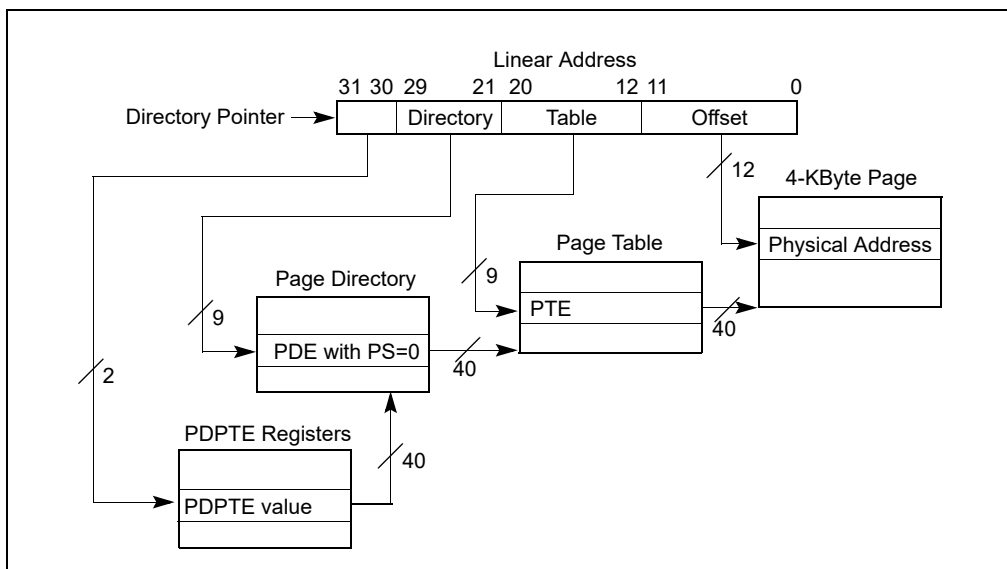 Linear Address
31 30 29 21 20 12 11 0
Directory Pointer Directory Table Offset
12
4-KByte Page
Physical Address
Page Table
9
PTE
40
Page Directory
9
PDE with PS=0
40
2
PDPTE Registers
40
PDPTE value